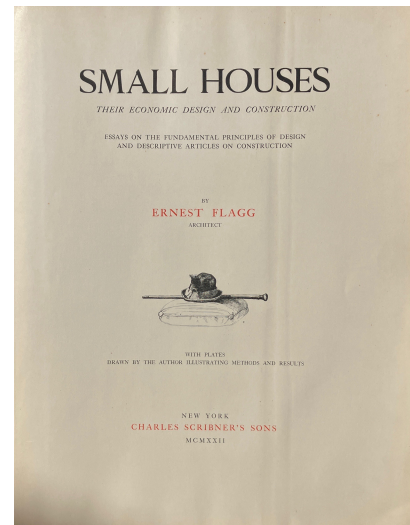 SMALL HOUSES
THEIR ECONOMIC DESIGN AND CONSTRUCTION
ESSAYS ON THE FUNDAMENTAL PRINCIPLES OF DESIGN
AND DESCRIPTIVE ARTICLES ON CONSTRUCTION
BY
ERNEST FLAGG
ARCHITECT
WITH PLATES
DRAWN BY THE AUTHOR ILLUSTRATING METHODS AND RESULTS
NEW YORK
CHARLES SCRIBNER'S SONS
MCMXXII